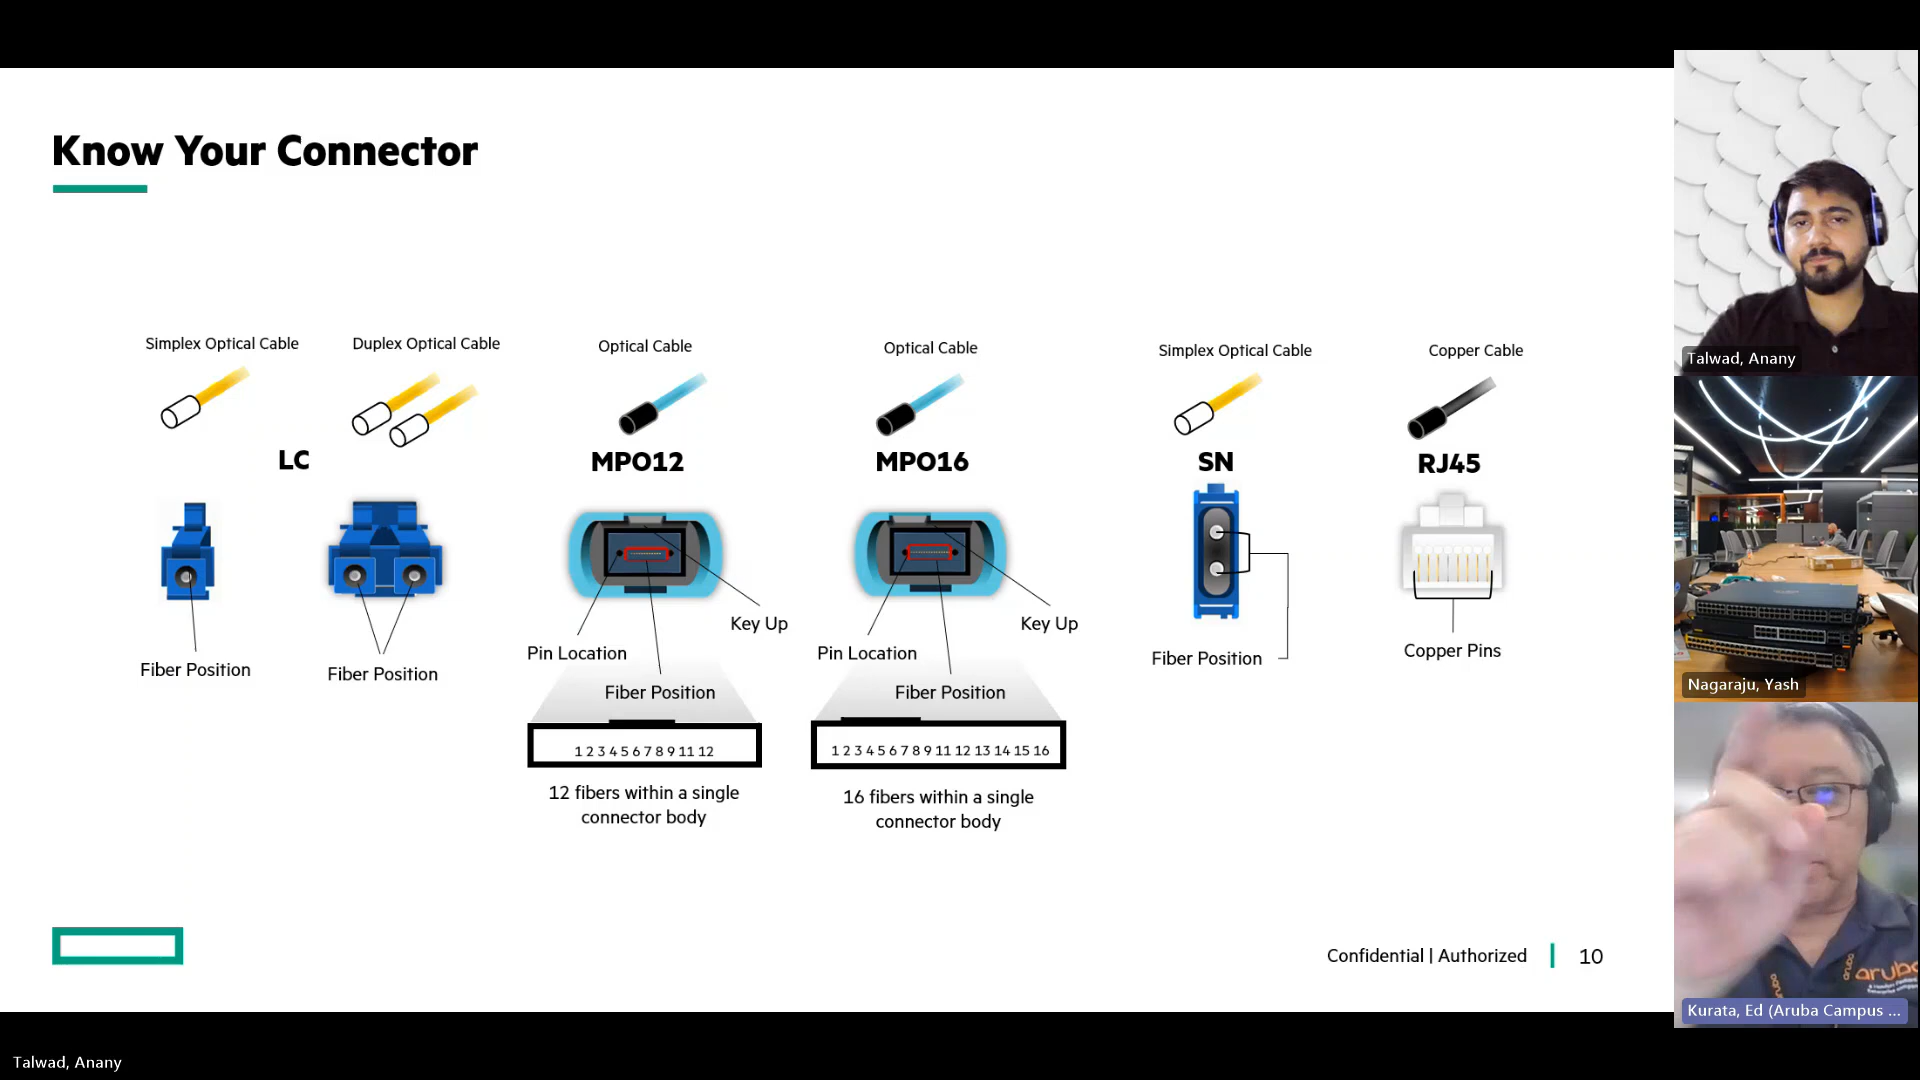 Know Your Connector
Simplex Optical Cable
Duplex Optical Cable
Optical Cable
Optical Cable
Simplex Optical Cable
Copper Cable
LC
MPO12
MPO16
SN
RJ45
Fiber Position
Fiber Position
Pin Location
Key Up
Fiber Position
Pin Location
Key Up
Fiber Position
Fiber Position
Copper Pins
1 2 3 4 5 6 7 8 9 11 12
1 2 3 4 5 6 7 8 9 11 12 13 14 15 16
12 fibers within a single
connector body
16 fibers within a single
connector body
Confidential | Authorized
10
Talwad, Anany
Nagaraju, Yash
aruba
Kurata, Ed (Aruba Campus ...
Talwad, Anany